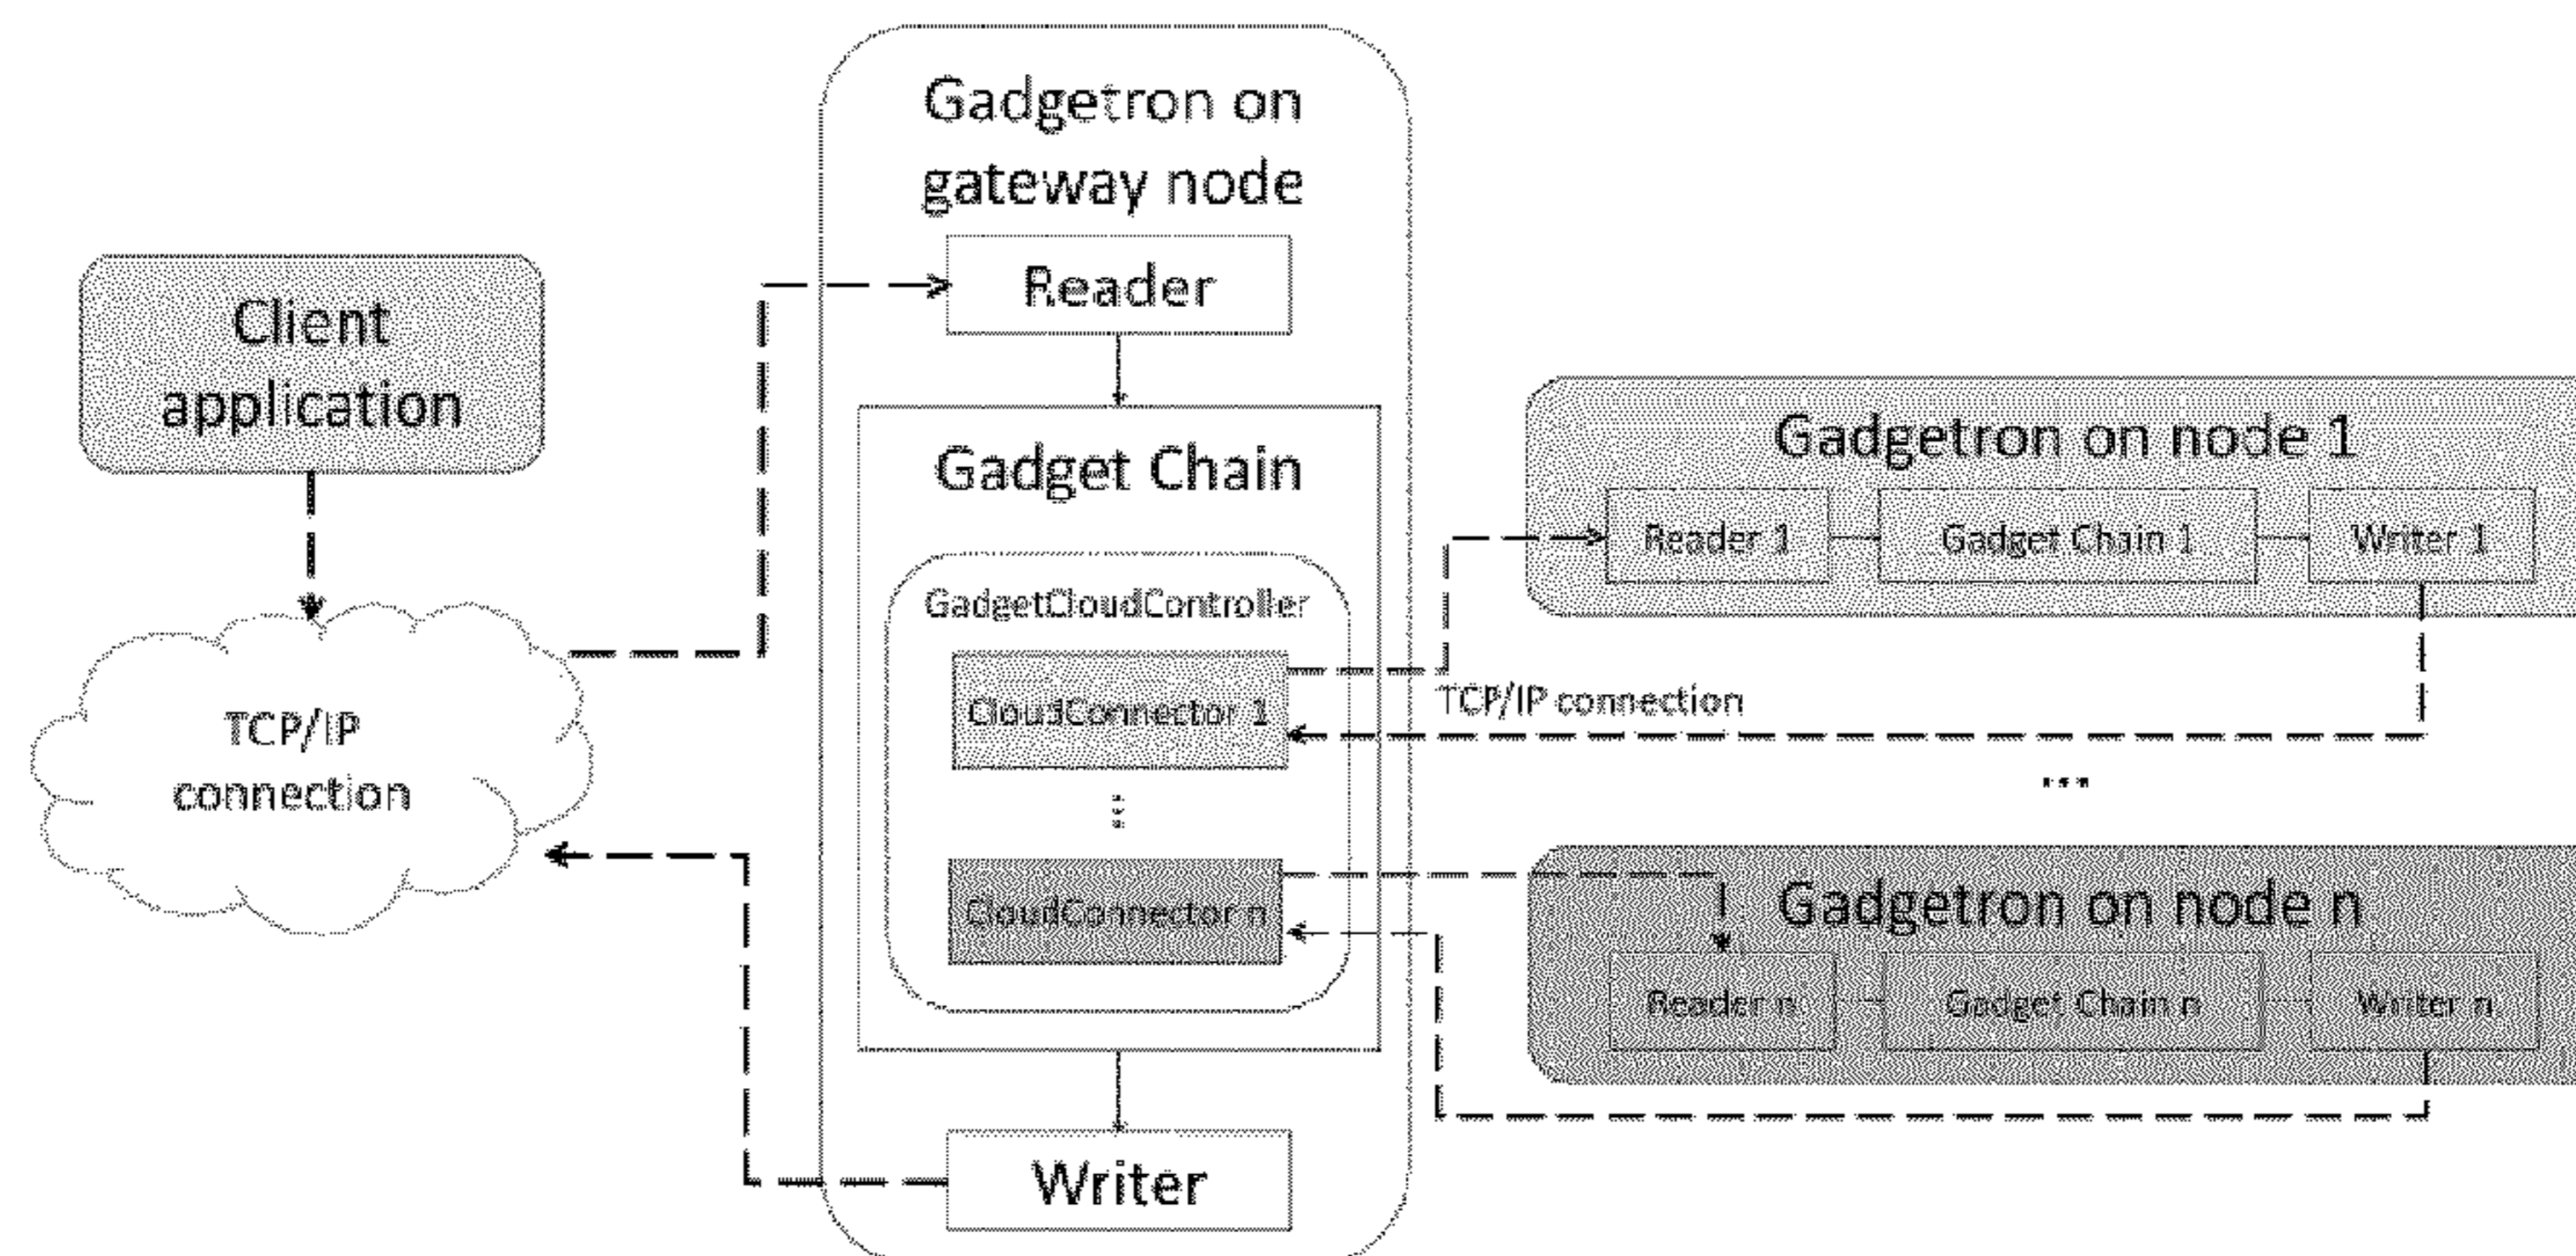 Gadgetron on
gateway node
Reader
Client
application
Gadget Chain
Gadgetron on node 1
Reader 1
Gadget Chain 1
Writer 1
GadgetCloudController
CloudConnector 1
TCP/IP connection
TCP/IP
connection
...
...
CloudConnector n
Gadgetron on node n
Reader n
Gadget Chain n
Writer n
Writer